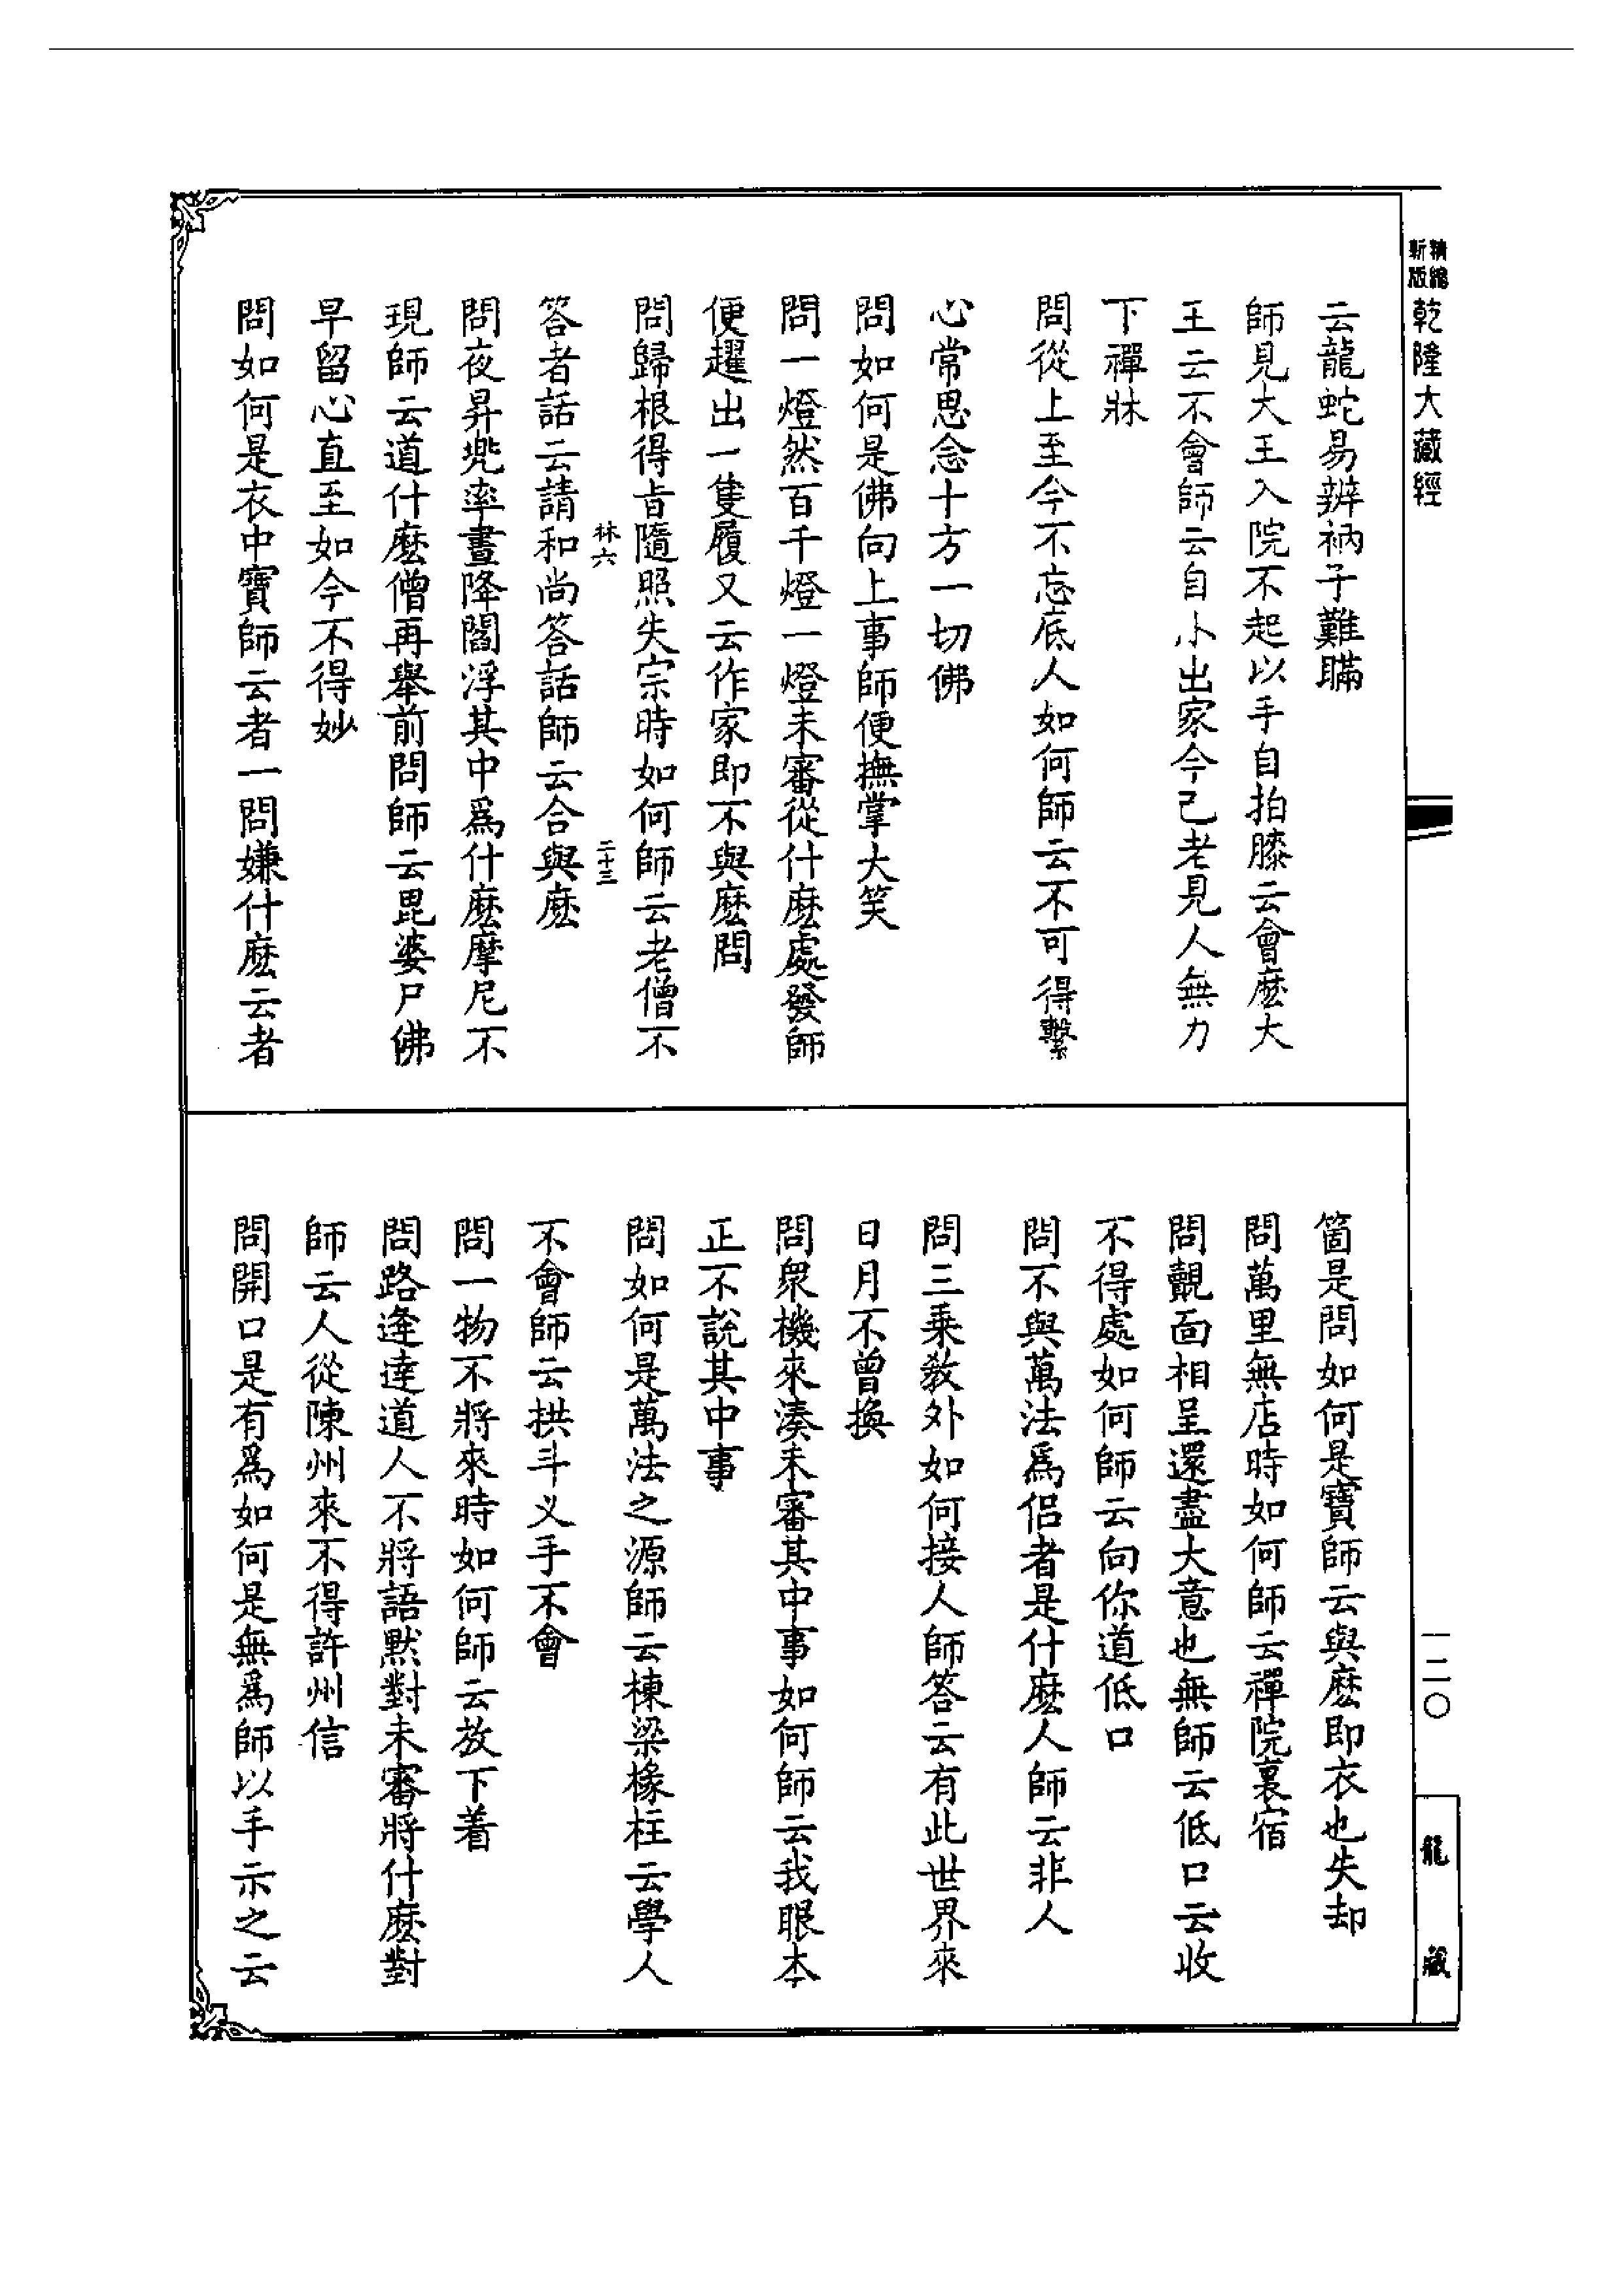 精編
新版
乾隆大藏經
云龍蛇易辨衲子難瞞
師見大王入院不起以手自拍膝云會麽大
王云不會師云自小出家今已老見人無力
下禪牀
問從上至今不忘底人如何師云不可得繫
心常思念十方一切佛
問如何是佛向上事師便撫掌大笑
問一燈然百千燈一燈未審從什麽處發師
便趯出一隻履又云作家即不與麽問
問歸根得旨隨照失宗時如何師云老僧不
林六
二十三
答者話云請和尚答話師云合與麽
問夜昇兠率晝降閻浮其中爲什麽摩尼不
現師云道什麽僧再舉前問師云毘婆尸佛
早留心直至如今不得妙
問如何是衣中寶師云者一問嫌什麽云者
箇是問如何是寶師云與麽即衣也失却
問萬里無店時如何師云禪院裏宿
問覿面相呈還盡大意也無師云低口云收
不得處如何師云向你道低口
問不與萬法爲侶者是什麽人師云非人
問三乗教外如何接人師答云有此世界來
日月不曾換
問衆機來湊未審其中事如何師云我眼本
正不說其中事
問如何是萬法之源師云棟梁椽柱云學人
不會師云拱斗义手不會
問一物不將來時如何師云放下着
問路逢達道人不將語默對未審將什麽對
師云人從陳州來不得許州信
問開口是有爲如何是無爲師以手示之云
一二〇
龍藏